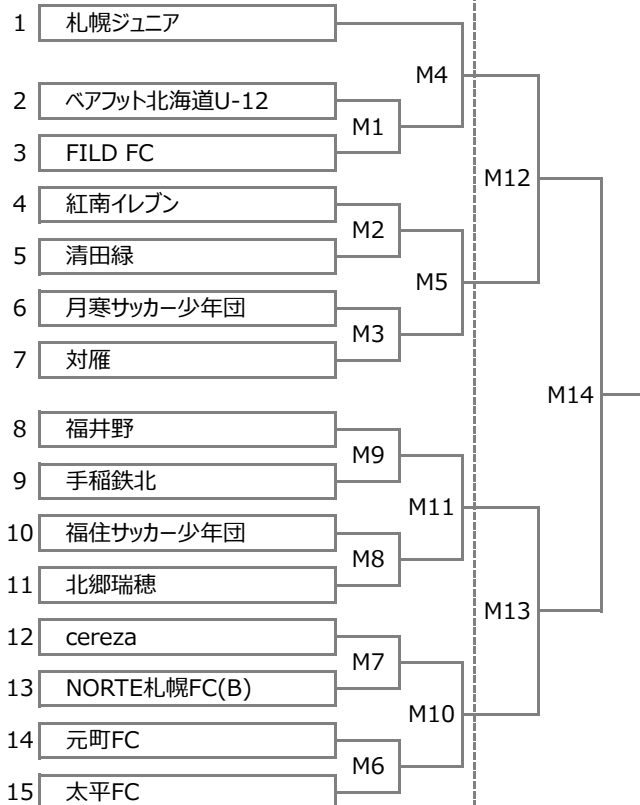 1 札幌ジュニア
M4
2 ベアフット北海道U-12
M1
3 FILD FC
M12
4 紅南イレブン
M2
5 清田緑
M5
6 月寒サッカー少年団
M3
7 対雁
M14
8 福井野
M9
9 手稲鉄北
M11
10 福住サッカー少年団
M8
11 北郷瑞穂
M13
12 cereza
M7
13 NORTE札幌FC(B)
M10
14 元町FC
M6
15 太平FC